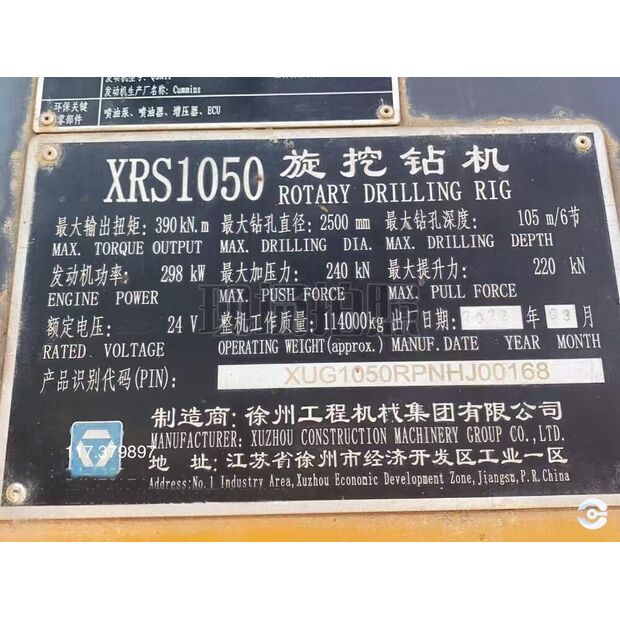 发动机生产厂名称: Cummins
环保关键
零部件
喷油泵、喷油器、增压器、ECU
XRS1050 旋挖钻机
ROTARY DRILLING RIG
最大输出扭矩: 390 kN.m 最大钻孔直径: 2500 mm 最大钻孔深度: 105 m/6节
MAX. TORQUE OUTPUT MAX. DRILLING DIA. MAX. DRILLING DEPTH
发动机功率: 298 kW 最大加压力: 240 kN 最大提升力: 220 kN
ENGINE POWER MAX. PUSH FORCE MAX. PULL FORCE
额定电压: 24 V 整机工作质量: 114000kg 出厂日期: 2022 年 03 月
RATED VOLTAGE OPERATING WEIGHT(approx.) MANUF. DATE YEAR MONTH
产品识别代码(PIN): XUG1050RPNHJ00168
制造商: 徐州工程机械集团有限公司
MANUFACTURER: XUZHOU CONSTRUCTION MACHINERY GROUP CO., LTD.
地 址: 江苏省徐州市经济开发区工业一区
Address: No. 1 Industry Area, Xuzhou Economic Development Zone, Jiangsu, P. R. China
117.379897